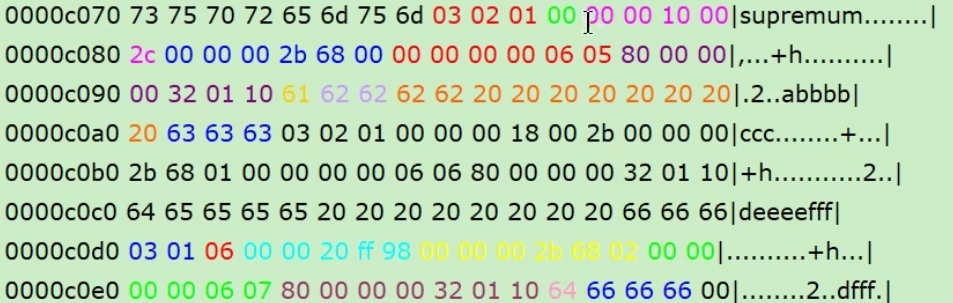 0000c070 73 75 70 72 65 6d 75 6d 03 02 01 00 00 00 10 00|supremum........|
0000c080 2c 00 00 00 2b 68 00 00 00 00 00 06 05 80 00 00|,...+h..........|
0000c090 00 32 01 10 61 62 62 62 62 20 20 20 20 20 20 20|.2..abbbb|
0000c0a0 20 63 63 63 03 02 01 00 00 00 18 00 2b 00 00 00|ccc........+...|
0000c0b0 2b 68 01 00 00 00 00 06 06 80 00 00 00 32 01 10|+h...........2..|
0000c0c0 64 65 65 65 65 20 20 20 20 20 20 20 20 66 66 66|deeeefff|
0000c0d0 03 01 06 00 00 20 ff 98 00 00 00 2b 68 02 00 00|..........+h...|
0000c0e0 00 00 06 07 80 00 00 00 32 01 10 64 66 66 66 00|........2..dfff.|